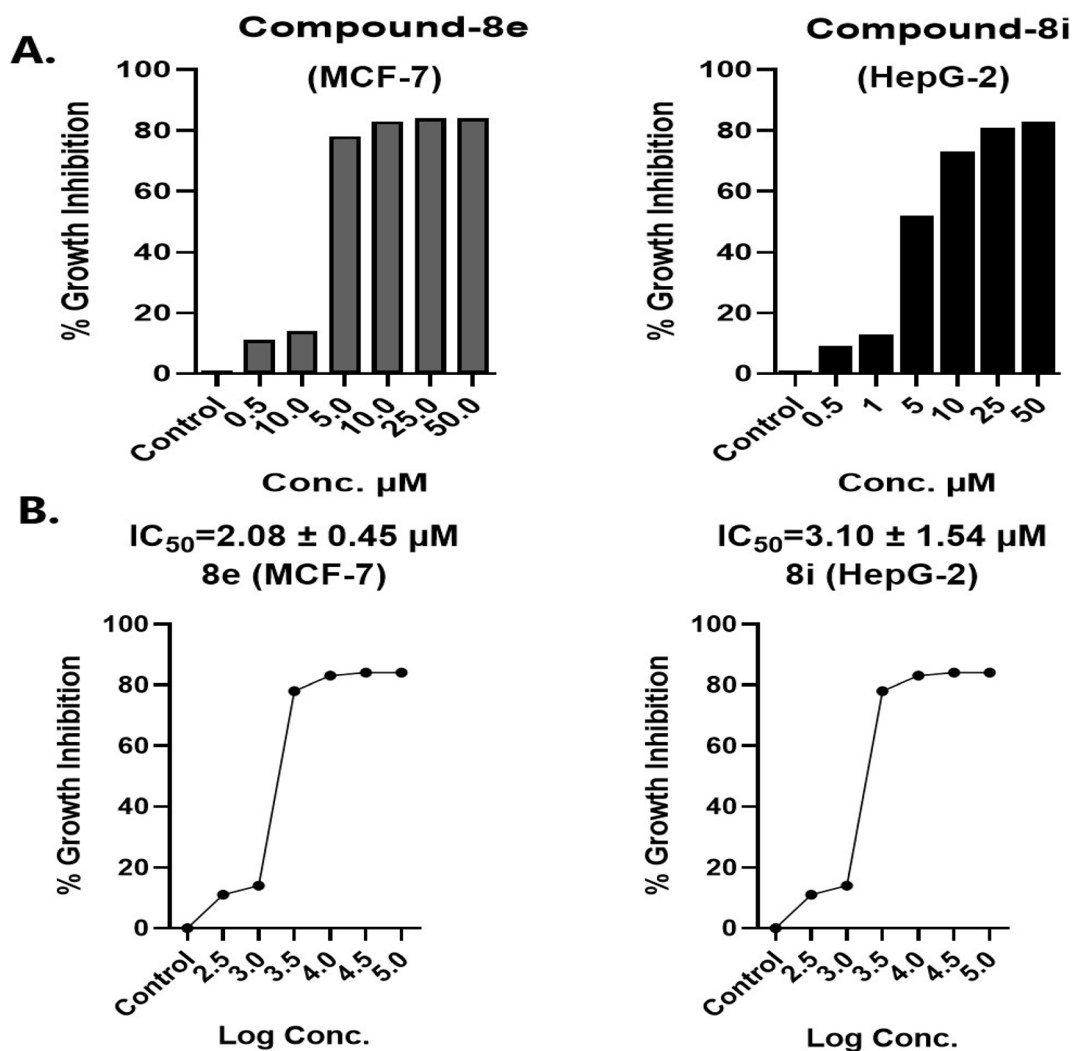 A.
Compound-8e
(MCF-7)
% Growth Inhibition
100
80
60
40
20
0
Control
0.5
10.0
5.0
10.0
25.0
50.0
Conc. μM
Compound-8i
(HepG-2)
% Growth Inhibition
100
80
60
40
20
0
Control
0.5
1
5
10
25
50
Conc. μM
B.
IC₅₀=2.08 ± 0.45 μM
8e (MCF-7)
% Growth Inhibition
100
80
60
40
20
0
Control
2.5
3.0
3.5
4.0
4.5
5.0
Log Conc.
IC₅₀=3.10 ± 1.54 μM
8i (HepG-2)
% Growth Inhibition
100
80
60
40
20
0
Control
2.5
3.0
3.5
4.0
4.5
5.0
Log Conc.